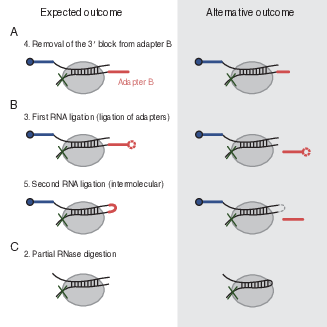 Expected outcome
Alternative outcome
A
4. Removal of the 3′ block from adapter B
Adapter B
B
3. First RNA ligation (ligation of adapters)
5. Second RNA ligation (intermolecular)
C
2. Partial RNase digestion